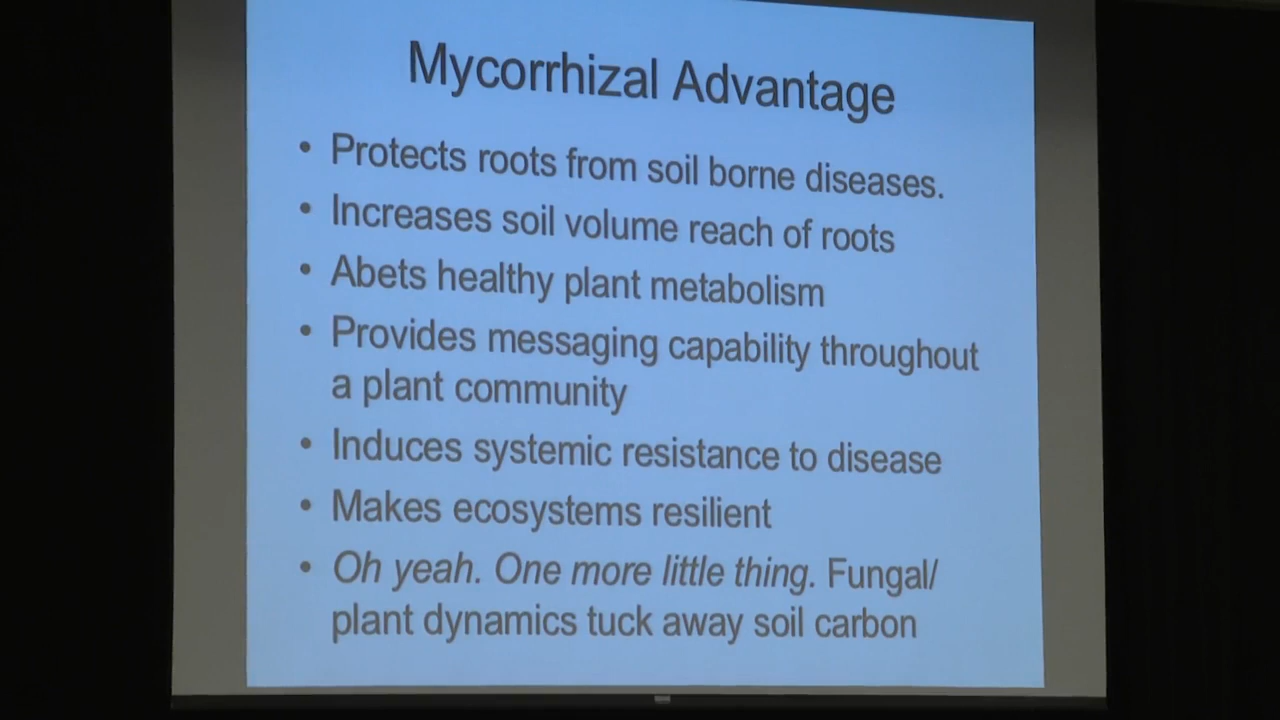 Mycorrhizal Advantage
• Protects roots from soil borne diseases.
• Increases soil volume reach of roots
• Abets healthy plant metabolism
• Provides messaging capability throughout
a plant community
• Induces systemic resistance to disease
• Makes ecosystems resilient
• Oh yeah. One more little thing. Fungal/
plant dynamics tuck away soil carbon